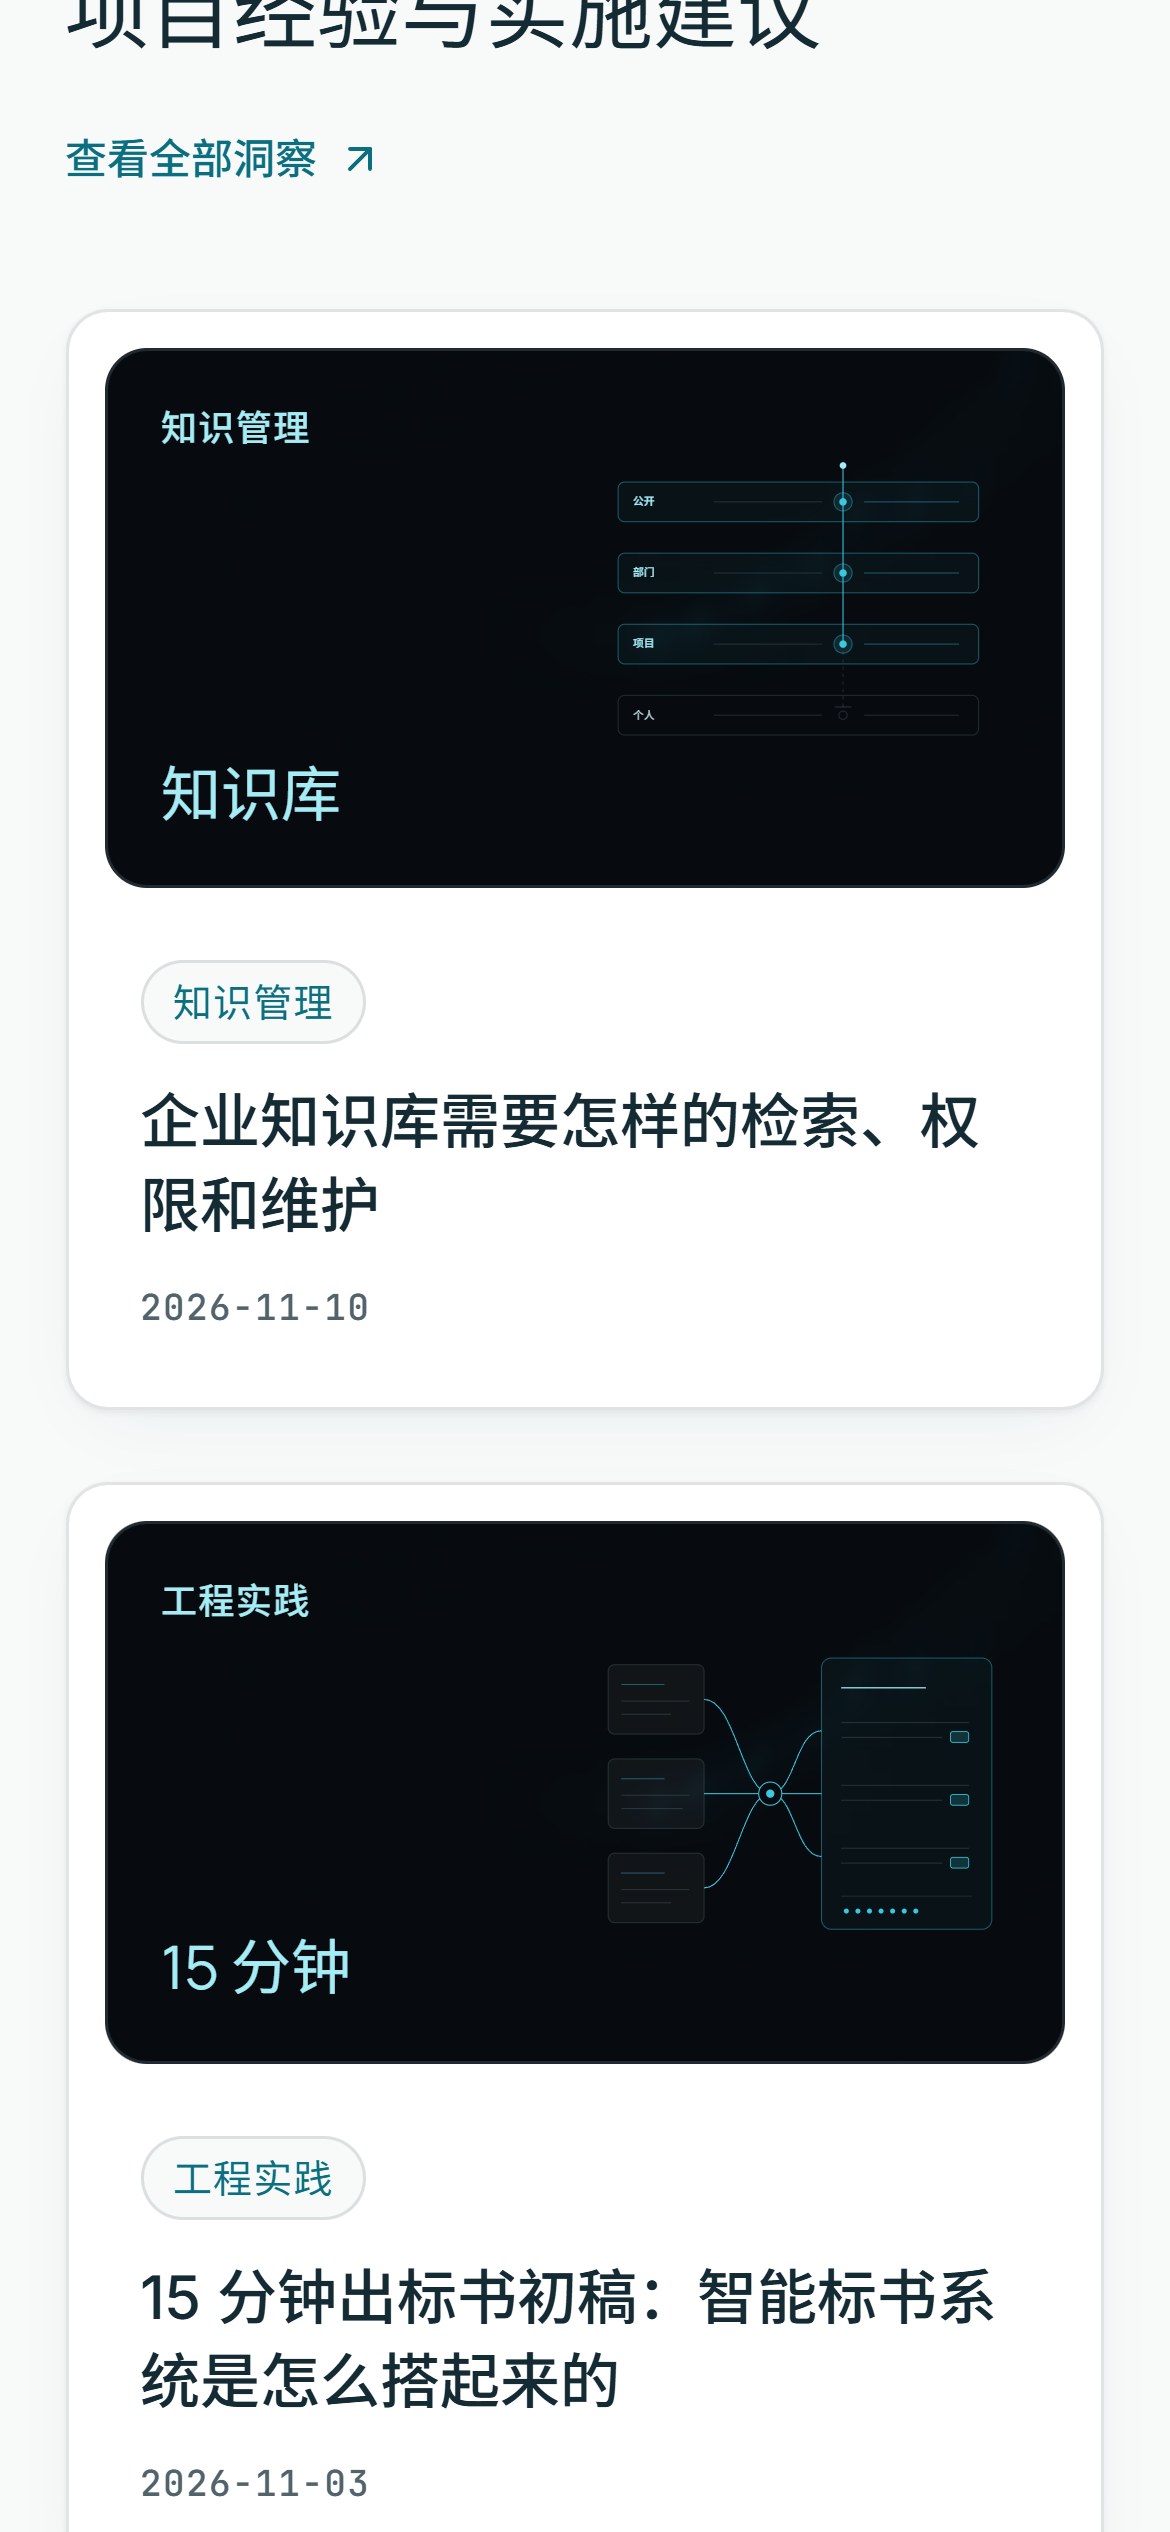 项目经验与实施建议
查看全部洞察
知识管理
公开
部门
项目
个人
知识库
知识管理
企业知识库需要怎样的检索、权
限和维护
2026-11-10
工程实践
15 分钟
工程实践
15 分钟出标书初稿：智能标书系
统是怎么搭起来的
2026-11-03